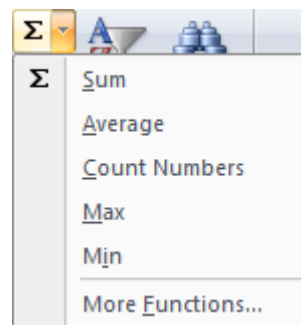 Σ
Σ Sum
Average
Count Numbers
Max
Min
More Functions...